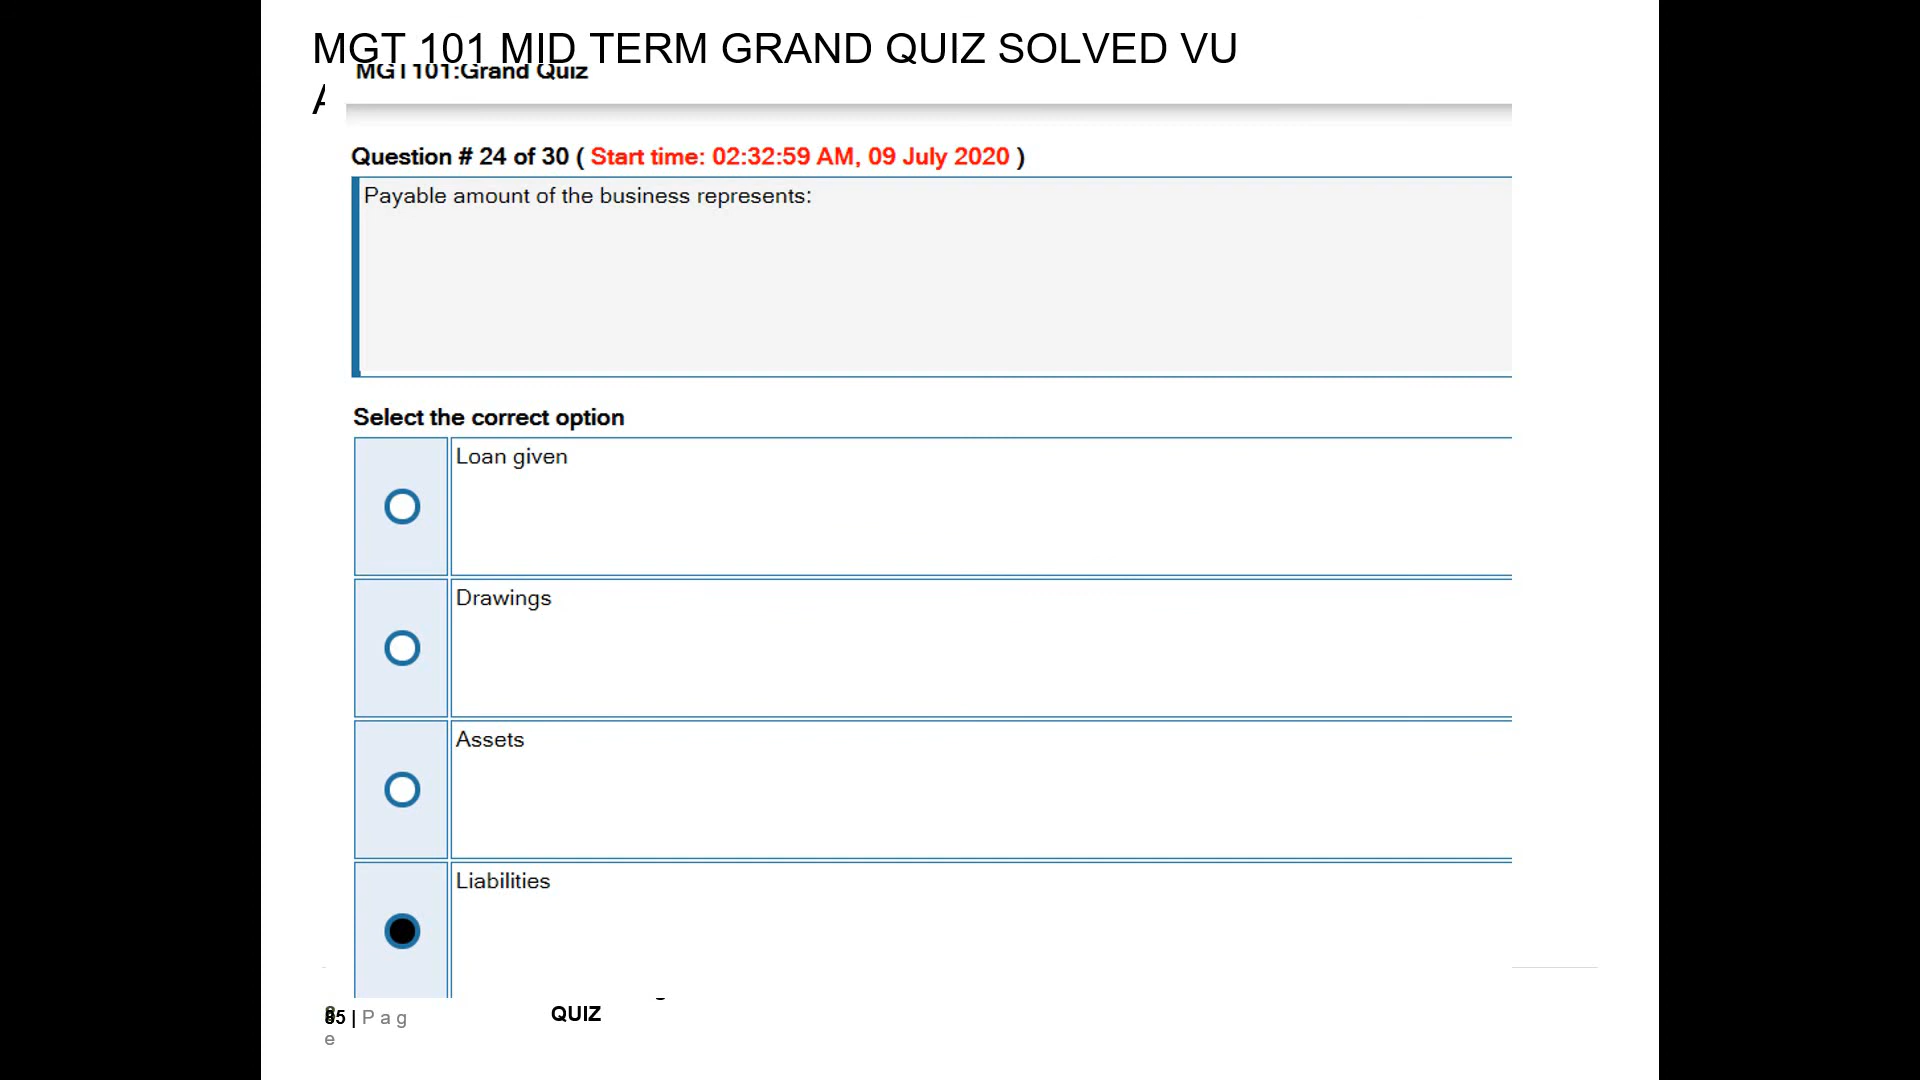 MGT 101 MID TERM GRAND QUIZ SOLVED VU
MGT101:Grand Quiz
Question # 24 of 30 ( Start time: 02:32:59 AM, 09 July 2020 )
Payable amount of the business represents:
Select the correct option
Loan given
Drawings
Assets
Liabilities
QUIZ
85 | P a g
e